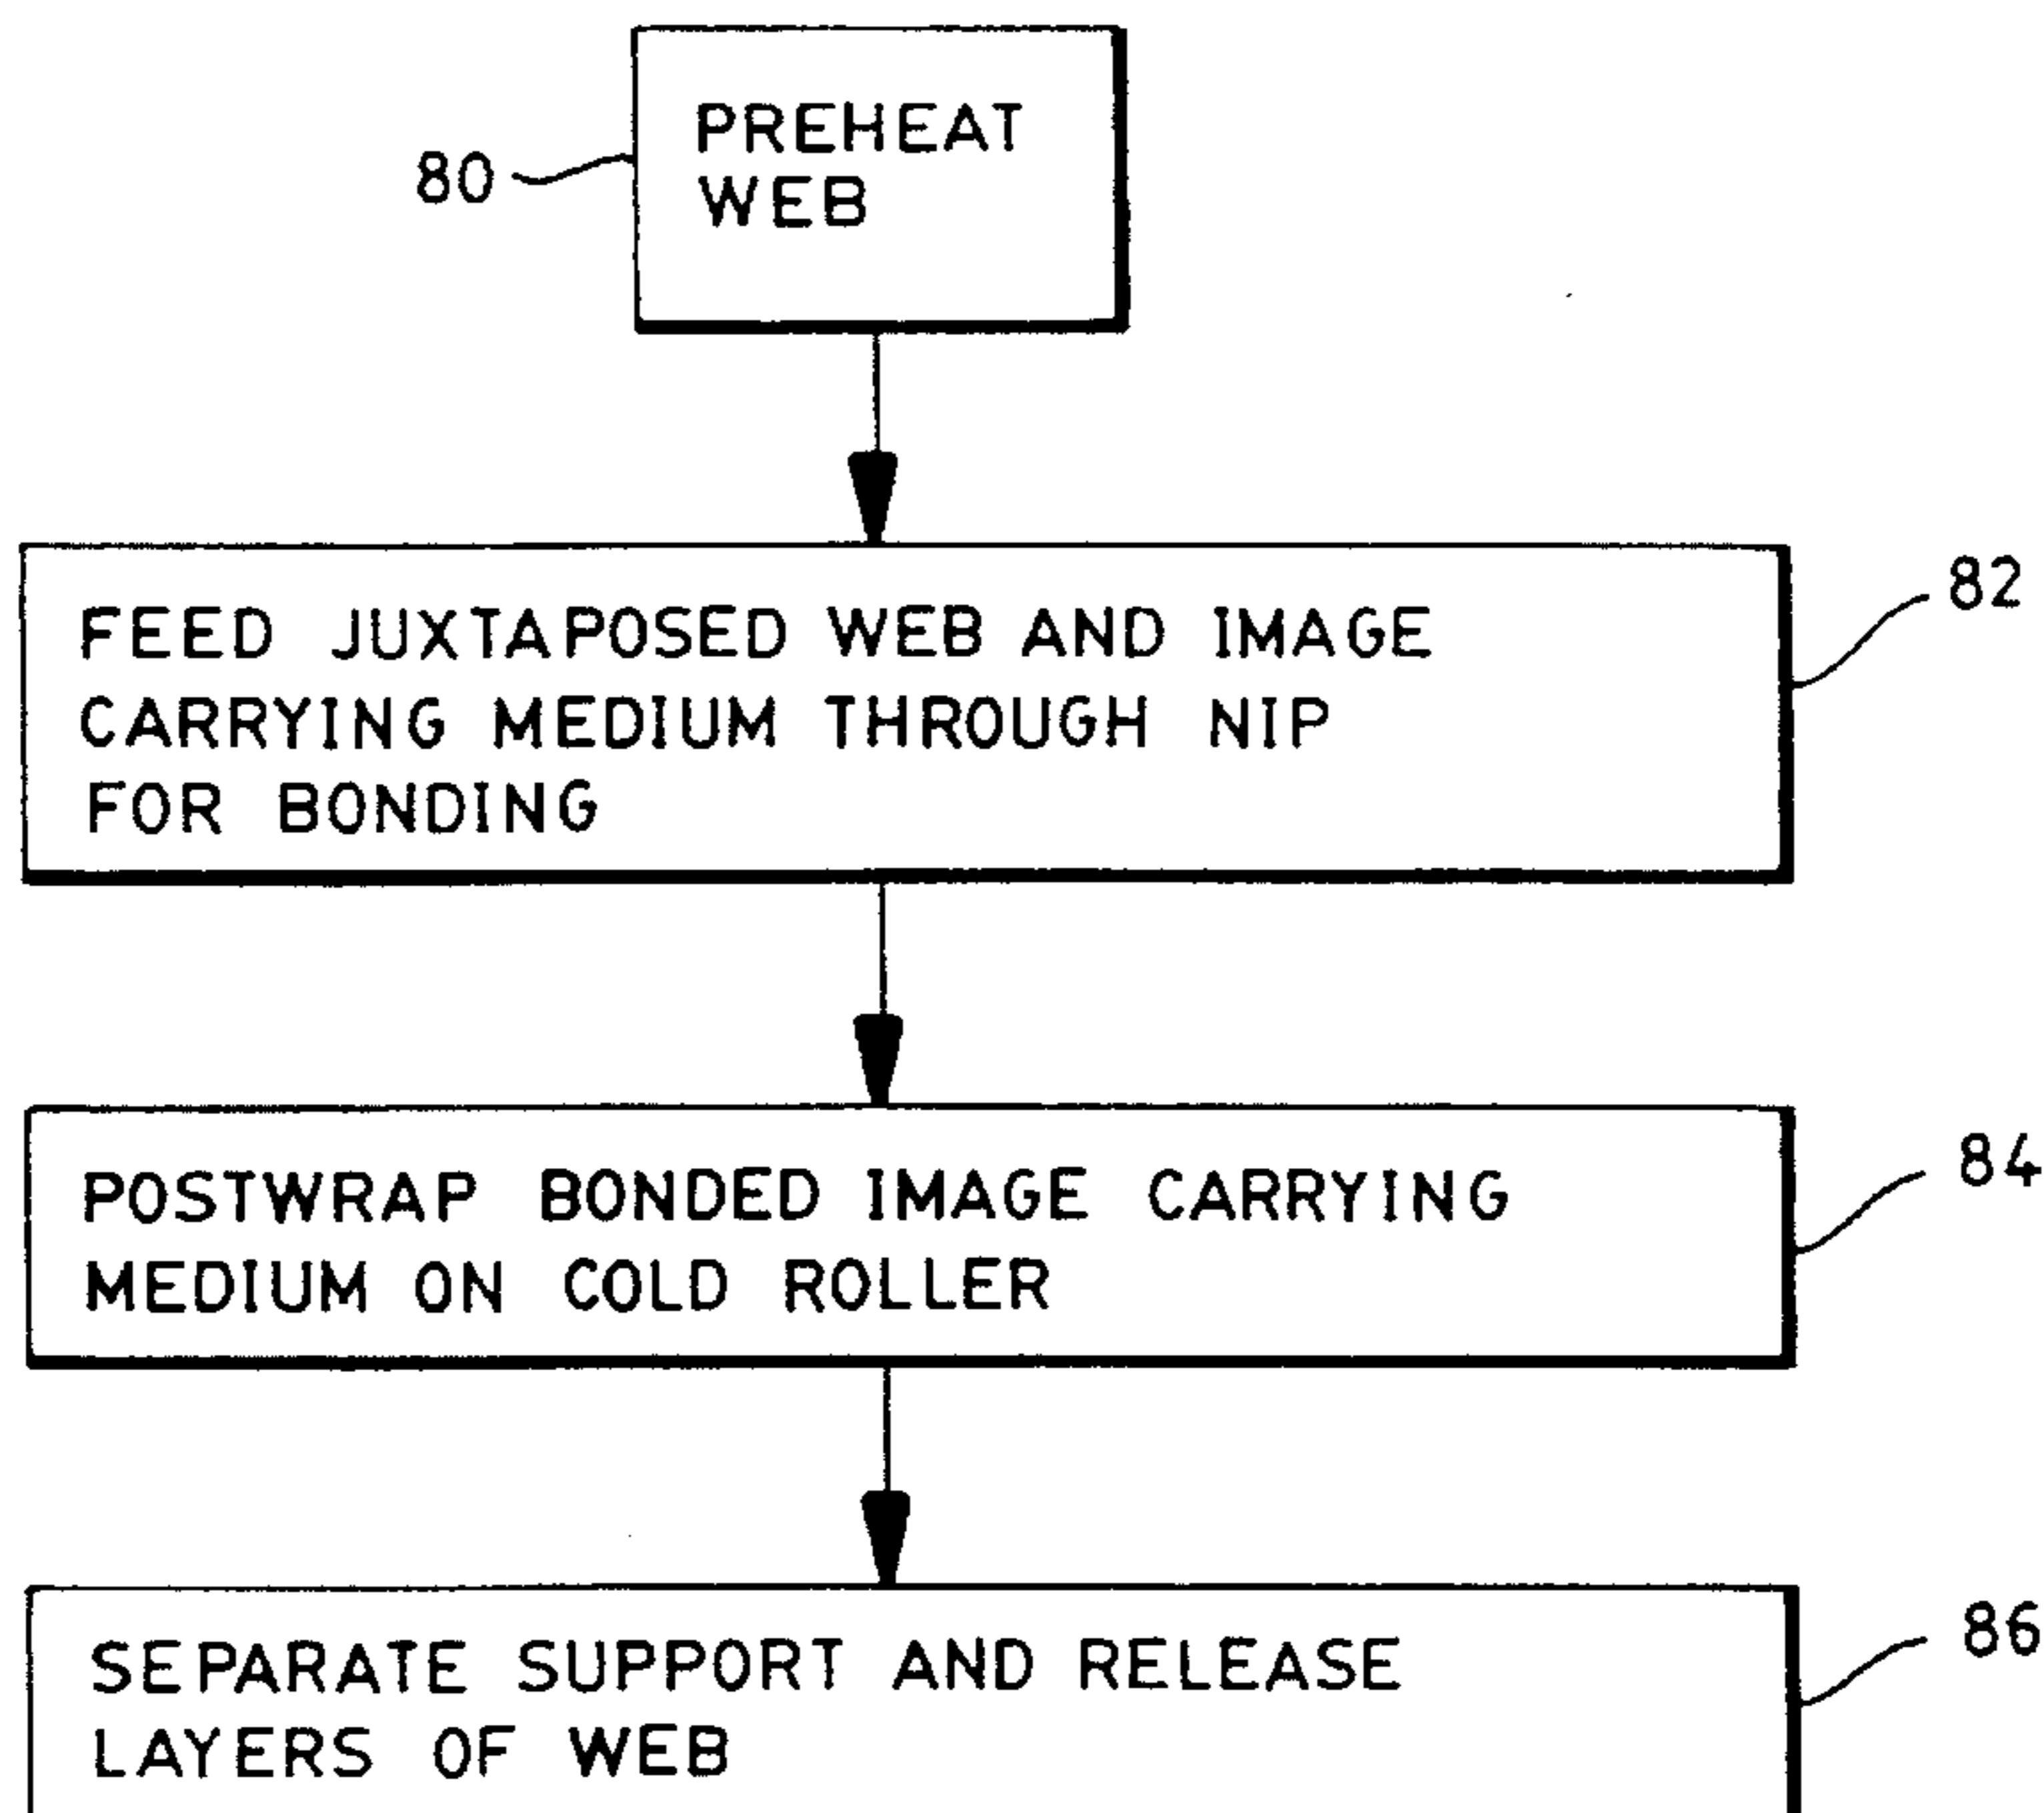 PREHEAT
WEB
80
FEED JUXTAPOSED WEB AND IMAGE
CARRYING MEDIUM THROUGH NIP
FOR BONDING
82
POSTWRAP BONDED IMAGE CARRYING
MEDIUM ON COLD ROLLER
84
SEPARATE SUPPORT AND RELEASE
LAYERS OF WEB
86